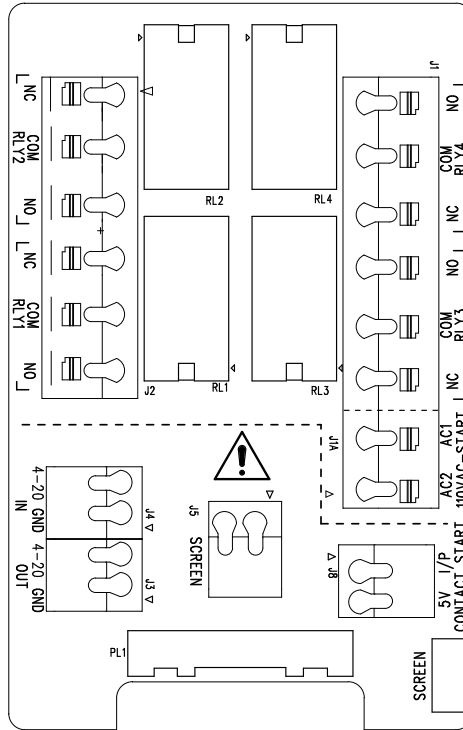 NC
COM
RLY2
NO
NC
COM
RLY1
NO
J2
RL2
RL4
RL1
RL3
J1
NO
COM
RLY4
NC
NO
COM
RLY3
NC
AC1
AC2
110VAC-START
J1A
4-20 GND
IN
J4
4-20 GND
OUT
J3
J5
SCREEN
J8
5V I/P
CONTACT START
PL1
SCREEN